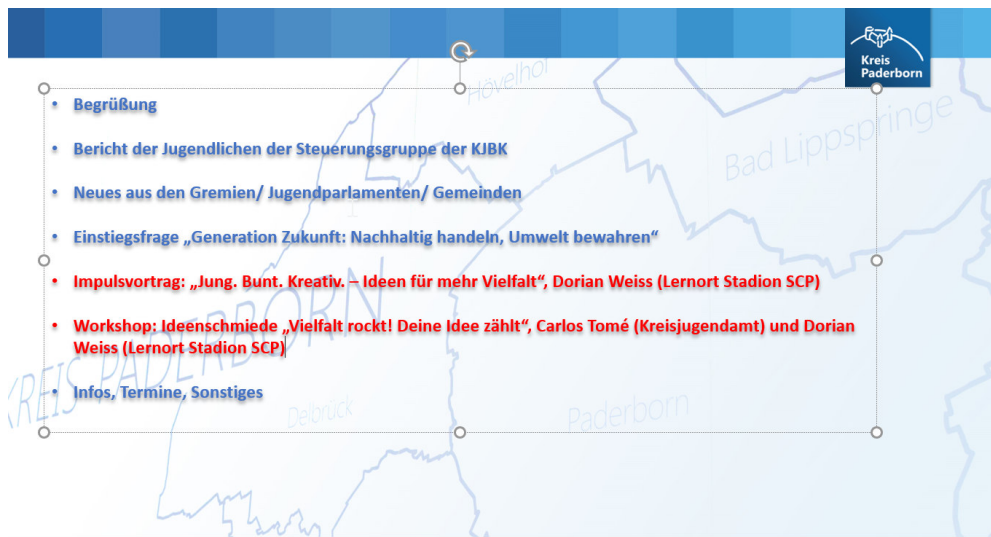 Kreis
Paderborn
Hövelhof
Bad Lippspringe
• Begrüßung
• Bericht der Jugendlichen der Steuerungsgruppe der KJBK
• Neues aus den Gremien/ Jugendparlamenten/ Gemeinden
• Einstiegsfrage „Generation Zukunft: Nachhaltig handeln, Umwelt bewahren“
• Impulsvortrag: „Jung. Bunt. Kreativ. – Ideen für mehr Vielfalt“, Dorian Weiss (Lernort Stadion SCP)
• Workshop: Ideenschmiede „Vielfalt rockt! Deine Idee zählt“, Carlos Tomé (Kreisjugendamt) und Dorian
Weiss (Lernort Stadion SCP)
• Infos, Termine, Sonstiges
KREIS PADERBORN
Delbrück
Paderborn